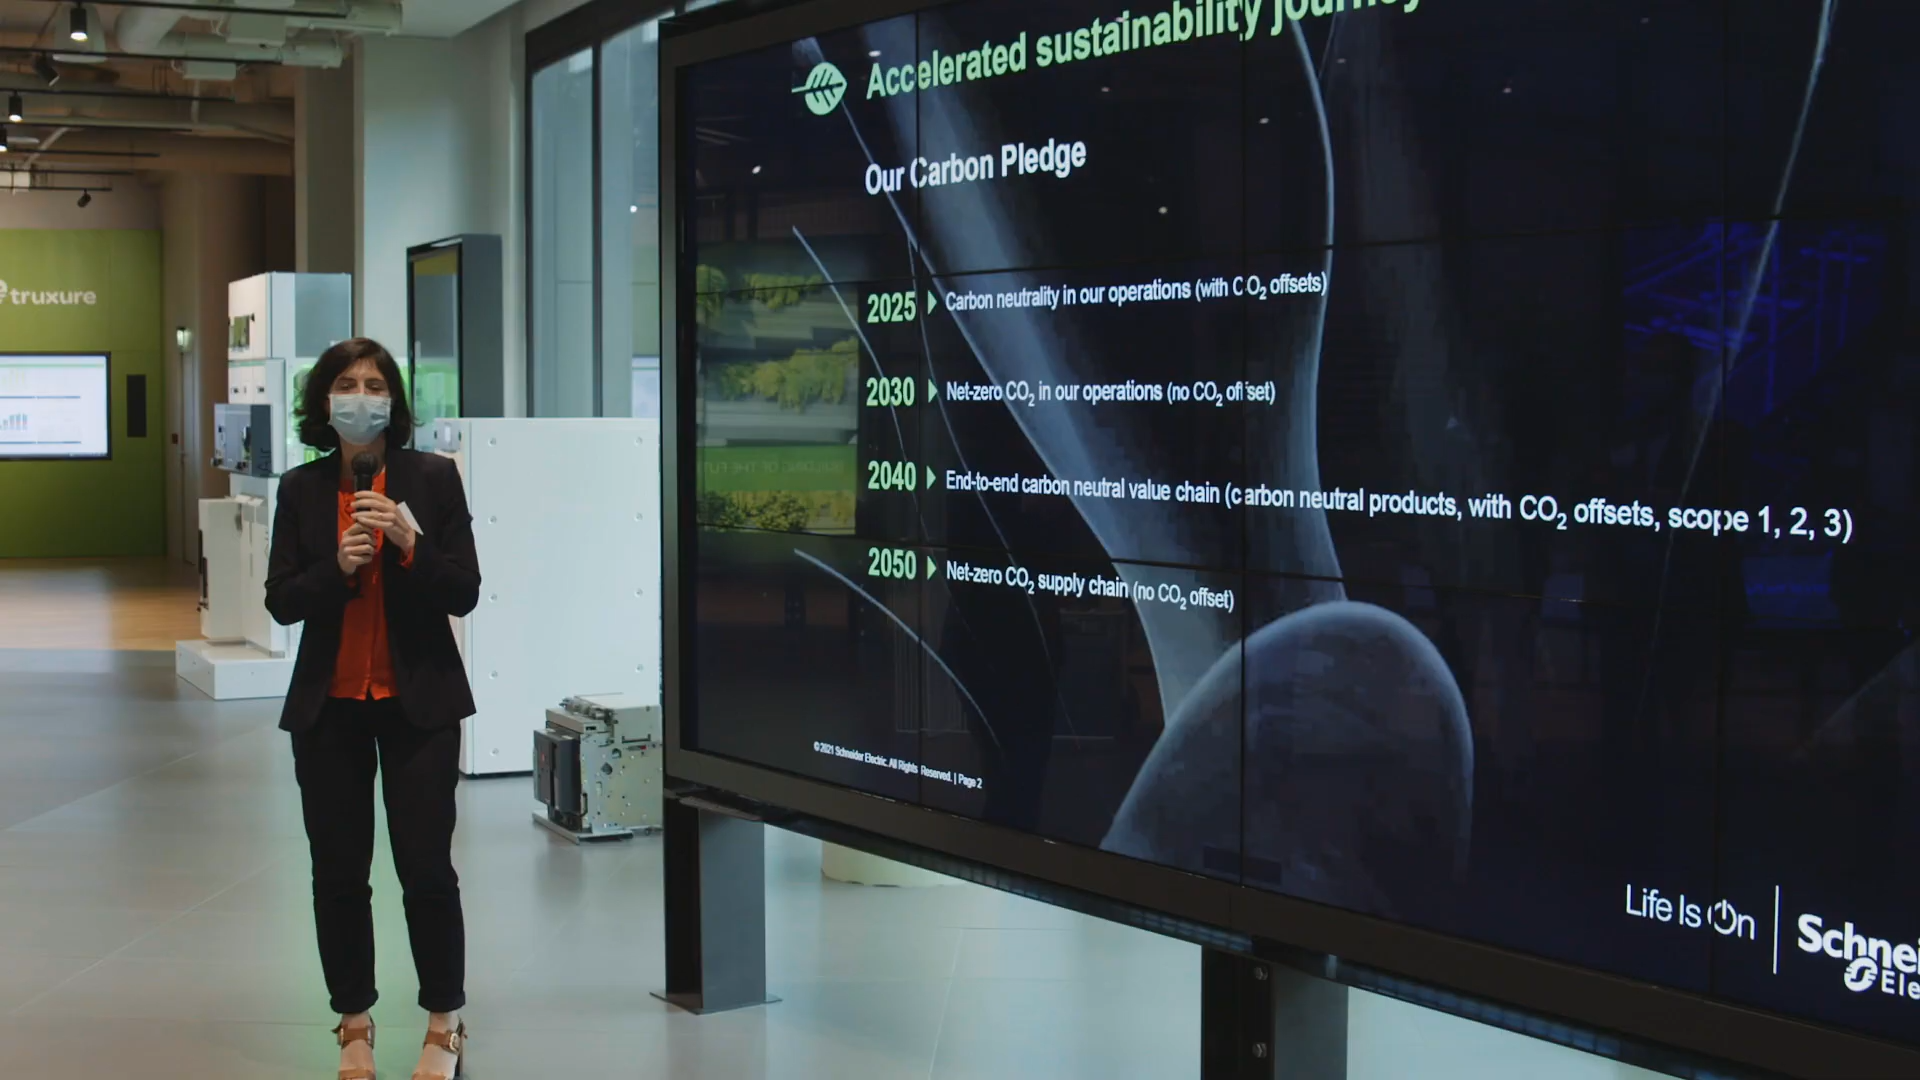 Accelerated sustainability journey
Our Carbon Pledge
2025 Carbon neutrality in our operations (with CO2 offsets)
2030 Net-zero CO2 in our operations (no CO2 offset)
2040 End-to-end carbon neutral value chain (carbon neutral products, with CO2 offsets, scope 1, 2, 3)
2050 Net-zero CO2 supply chain (no CO2 offset)
© 2021 Schneider Electric. All Rights Reserved. | Page 2
Life Is On
Schnei
Ele
truxure